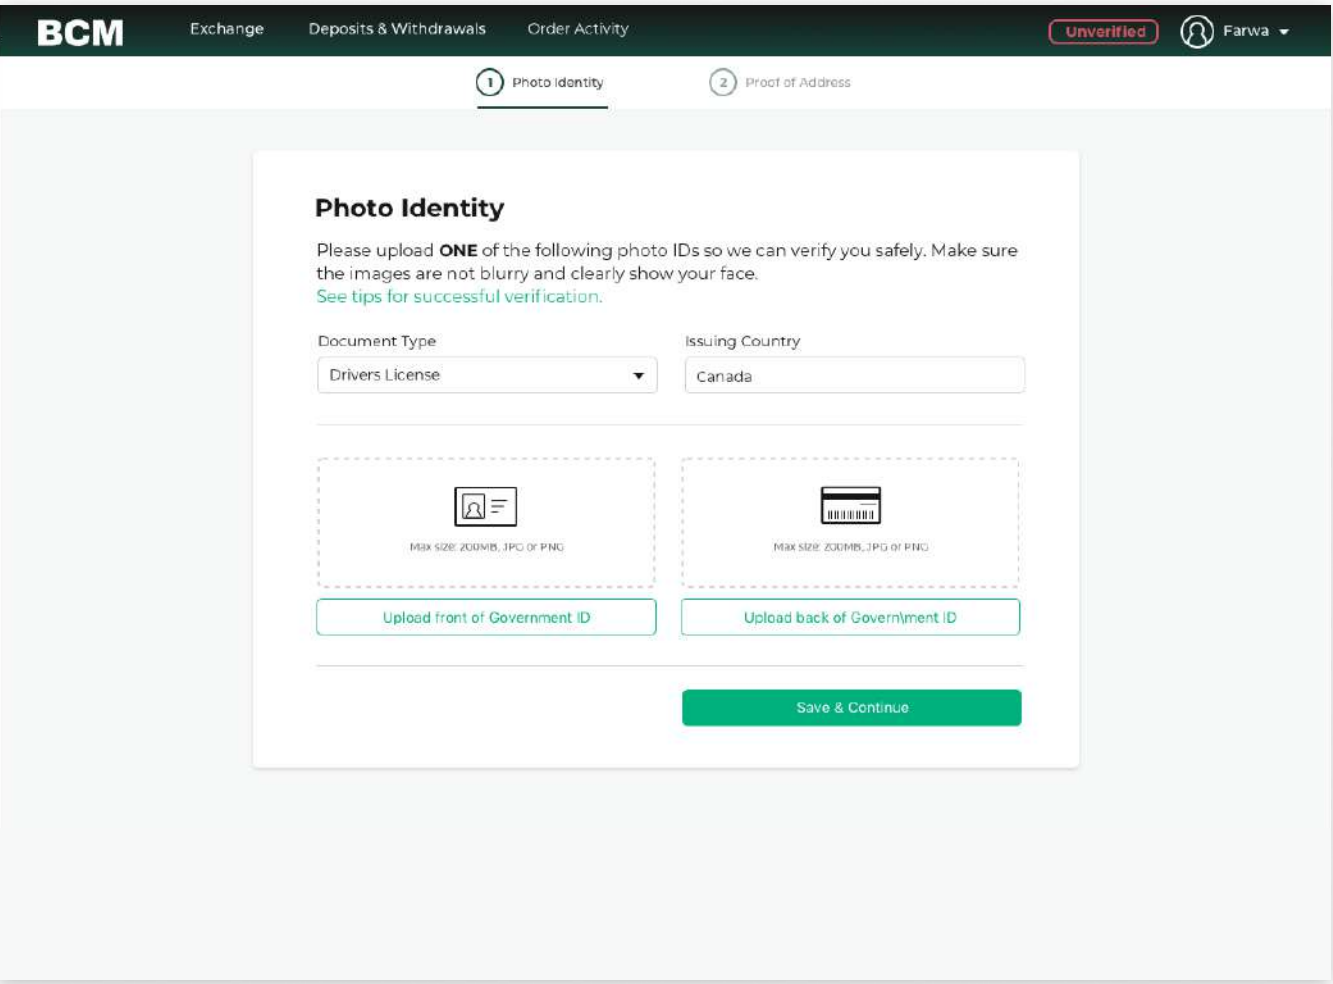 BCM
Exchange
Deposits & Withdrawals
Order Activity
Unverified
Farwa
1 Photo Identity
2 Proof of Address
Photo Identity
Please upload ONE of the following photo IDs so we can verify you safely. Make sure
the images are not blurry and clearly show your face.
See tips for successful verification.
Document Type
Issuing Country
Drivers License
Canada
Max size: 200MB, JPG or PNG
Max size: 200MB, JPG or PNG
Upload front of Government ID
Upload back of Govern\ment ID
Save & Continue